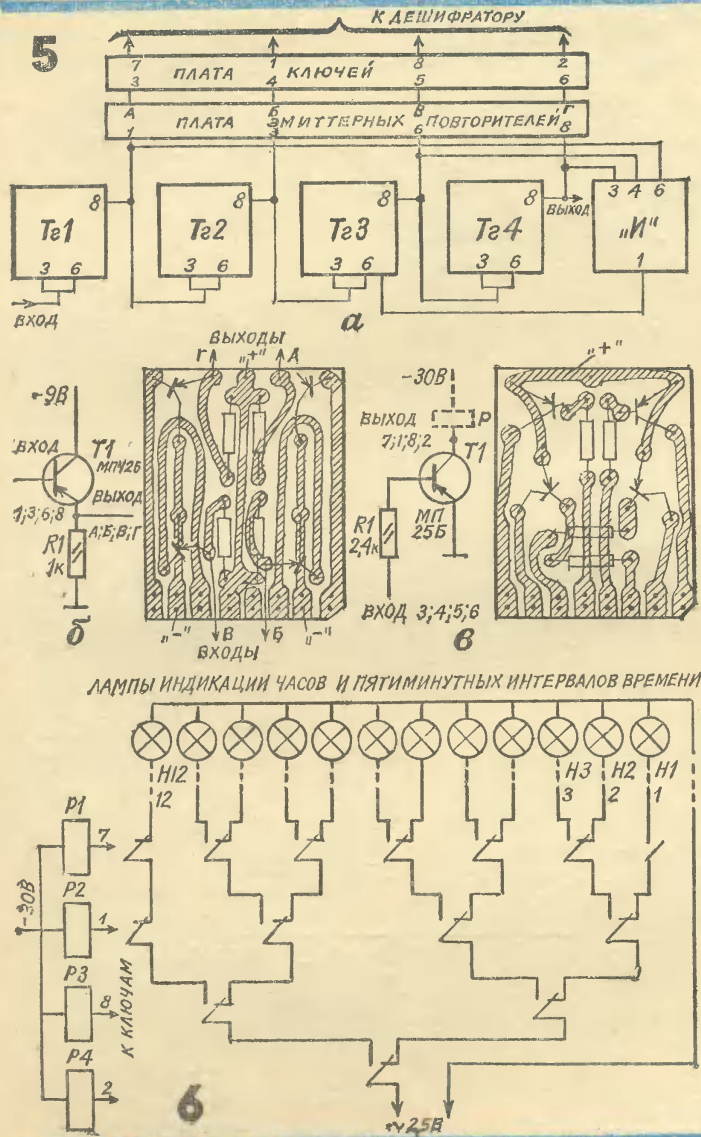 К ДЕШИФРАТОРУ
5
7 1 8 2
ПЛАТА КЛЮЧЕЙ
3 4 5 6
А Б В Г
ПЛАТА ЭМИТТЕРНЫХ ПОВТОРИТЕЛЕЙ
1 3 6 8
8 8 8 8 3 4 6
Тг1 Тг2 Тг3 Тг4 ВЫХОД „И“
3 6 3 6 3 6 3 6 1
ВХОД
а
ВЫХОДЫ
Г „+“ А
-9В
ВХОД
Т1
МП42Б
1;3;6;8
ВЫХОД
А;Б;В;Г
R1
1к
б
„-“ В Б „-“
ВХОДЫ
„+“
-30В
ВЫХОД
7;1;8;2
Р
Т1
R1
2,4к
МП
25Б
ВХОД 3;4;5;6
в
ЛАМПЫ ИНДИКАЦИИ ЧАСОВ И ПЯТИМИНУТНЫХ ИНТЕРВАЛОВ ВРЕМЕНИ
Н12 Н3 Н2 Н1
12 3 2 1
Р1
7
-30В
Р2
1
Р3
8
К КЛЮЧАМ
Р4
2
6
~25В